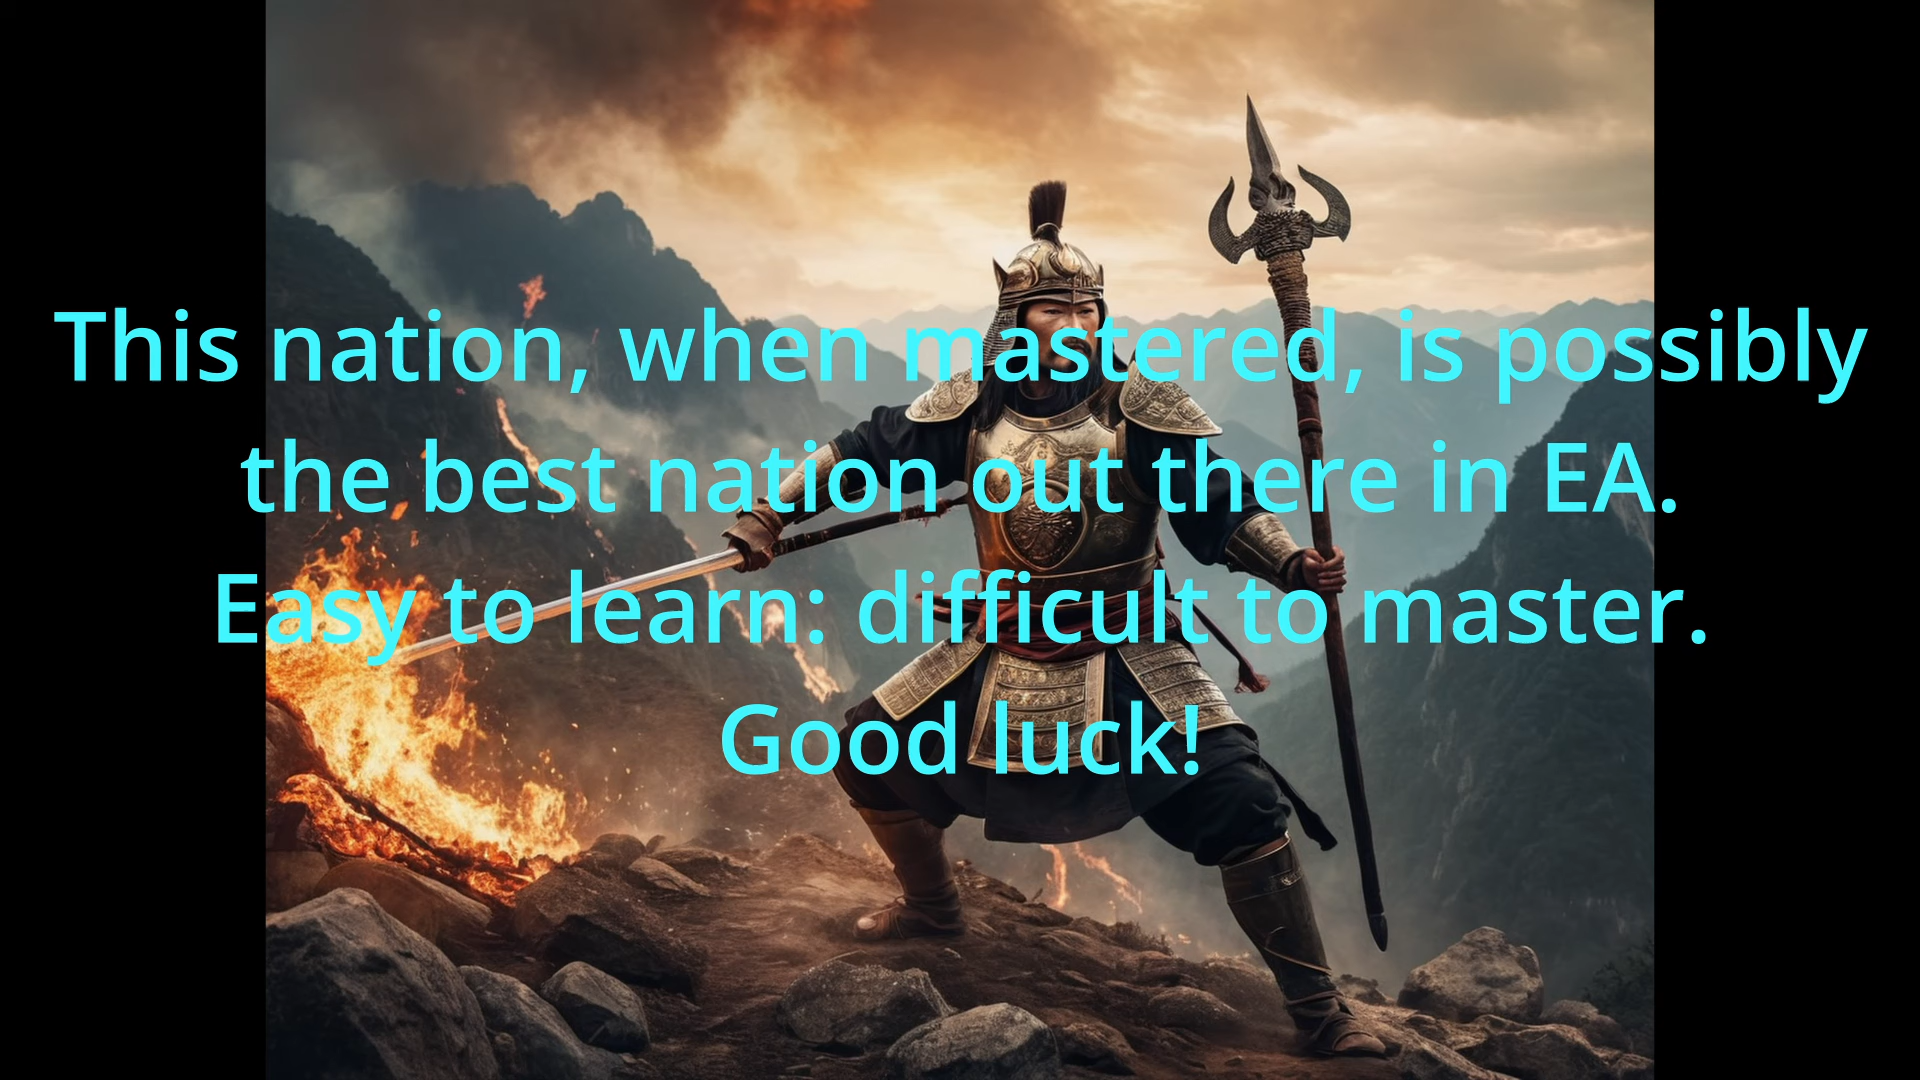 This nation, when mastered, is possibly
the best nation out there in EA.
Easy to learn: difficult to master.
Good luck!